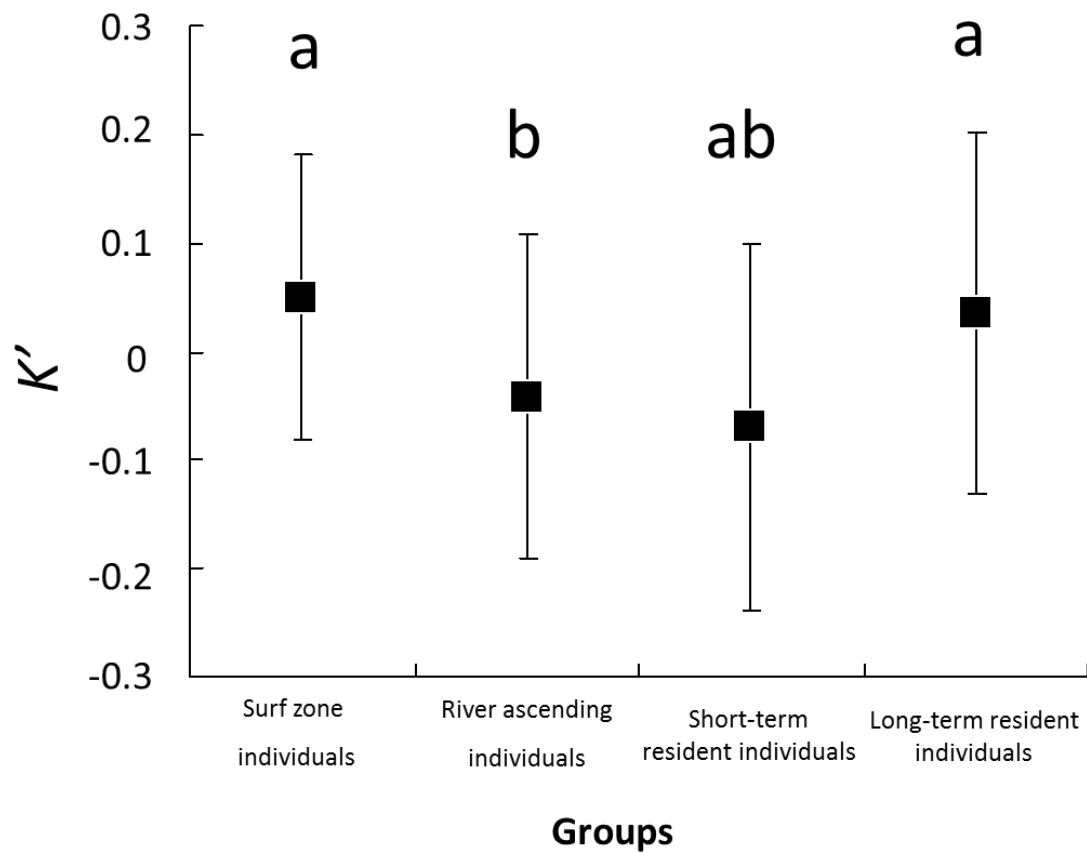 0.3
0.2
0.1
0
-0.1
-0.2
-0.3
K’
a
b
ab
a
Surf zone
individuals
River ascending
individuals
Short-term
resident individuals
Long-term resident
individuals
Groups